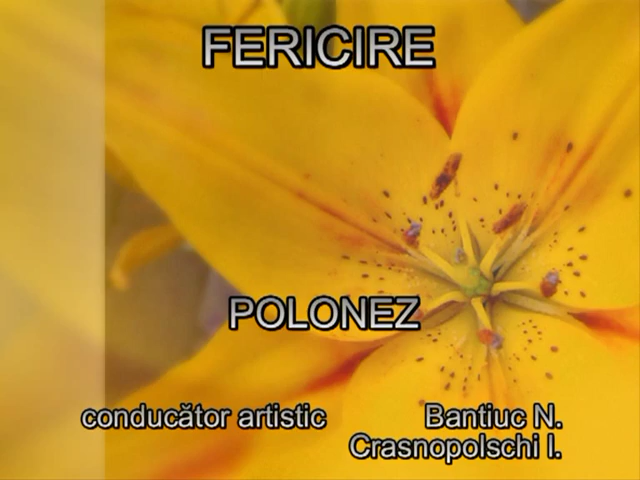 FERICIRE
POLONEZ
conducător artistic Bantiuc N.
Crasnopolschi I.